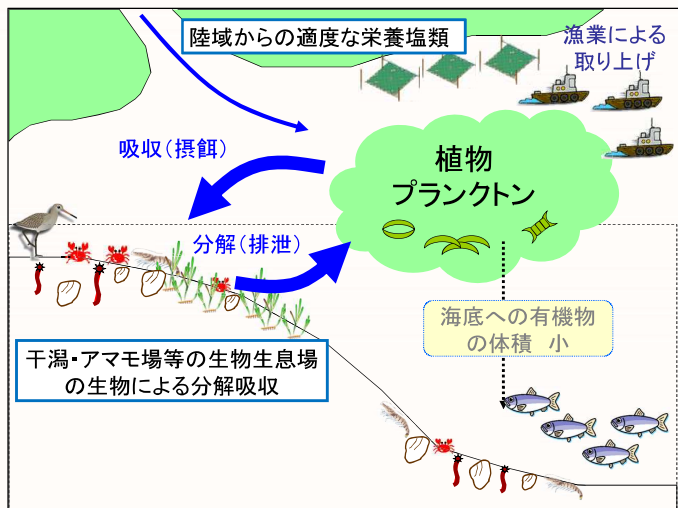 陸域からの適度な栄養塩類
漁業による
取り上げ
吸収(摂餌)
植物
プランクトン
分解(排泄)
海底への有機物
の体積 小
干潟・アマモ場等の生物生息場
の生物による分解吸収